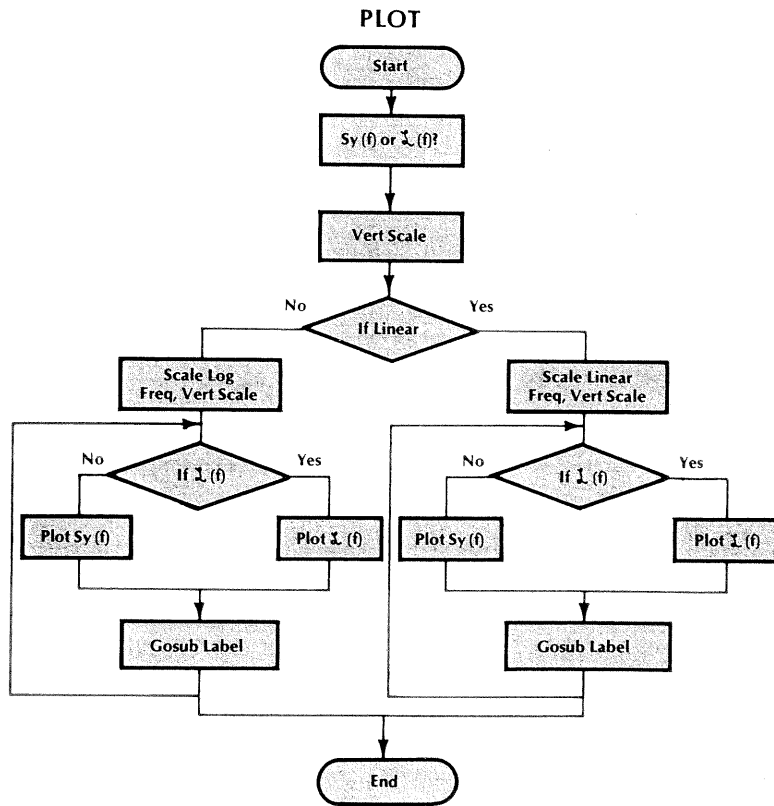 PLOT
Start
Sy (f) or ℒ (f)?
Vert Scale
No
Yes
If Linear
Scale Log
Freq, Vert Scale
Scale Linear
Freq, Vert Scale
No
If ℒ (f)
Yes
No
If ℒ (f)
Yes
Plot Sy (f)
Plot ℒ (f)
Plot Sy (f)
Plot ℒ (f)
Gosub Label
Gosub Label
End